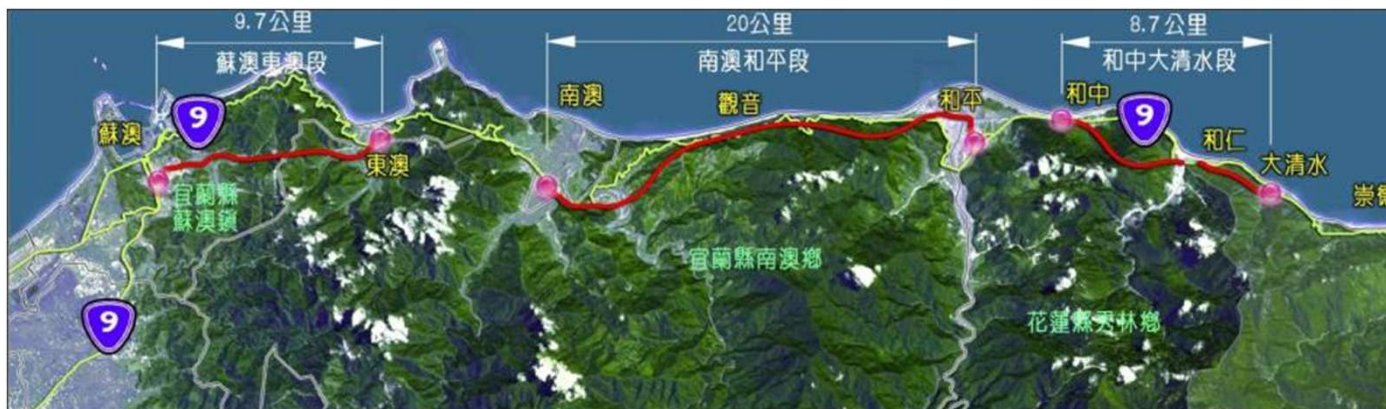 9.7公里
20公里
8.7公里
蘇澳東澳段
南澳和平段
和中大清水段
9
蘇澳
東澳
南澳
觀音
和平
和中
9
和仁
大清水
崇德
宜蘭縣
蘇澳鎮
宜蘭縣南澳鄉
花蓮縣秀林鄉
9